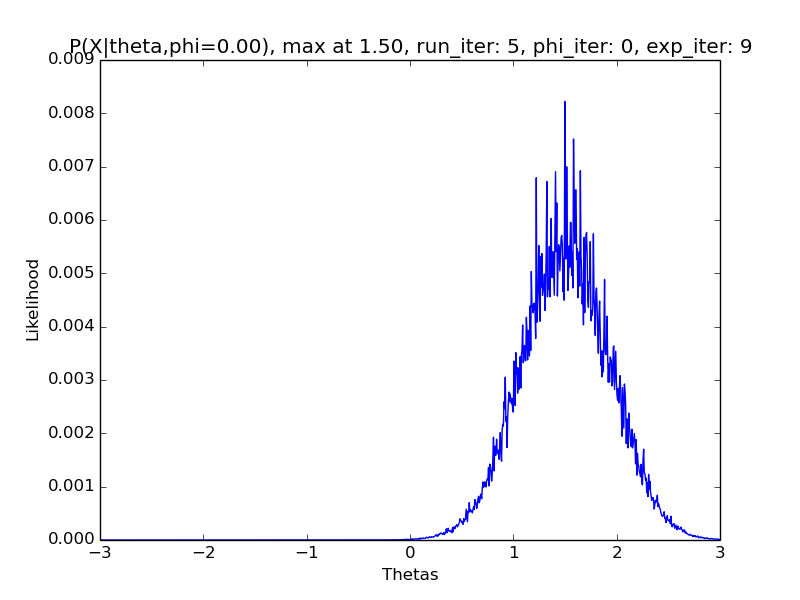 P(X|theta,phi=0.00), max at 1.50, run_iter: 5, phi_iter: 0, exp_iter: 9
0.009
0.008
0.007
0.006
0.005
0.004
0.003
0.002
0.001
0.000
Likelihood
−3 −2 −1 0 1 2 3
Thetas